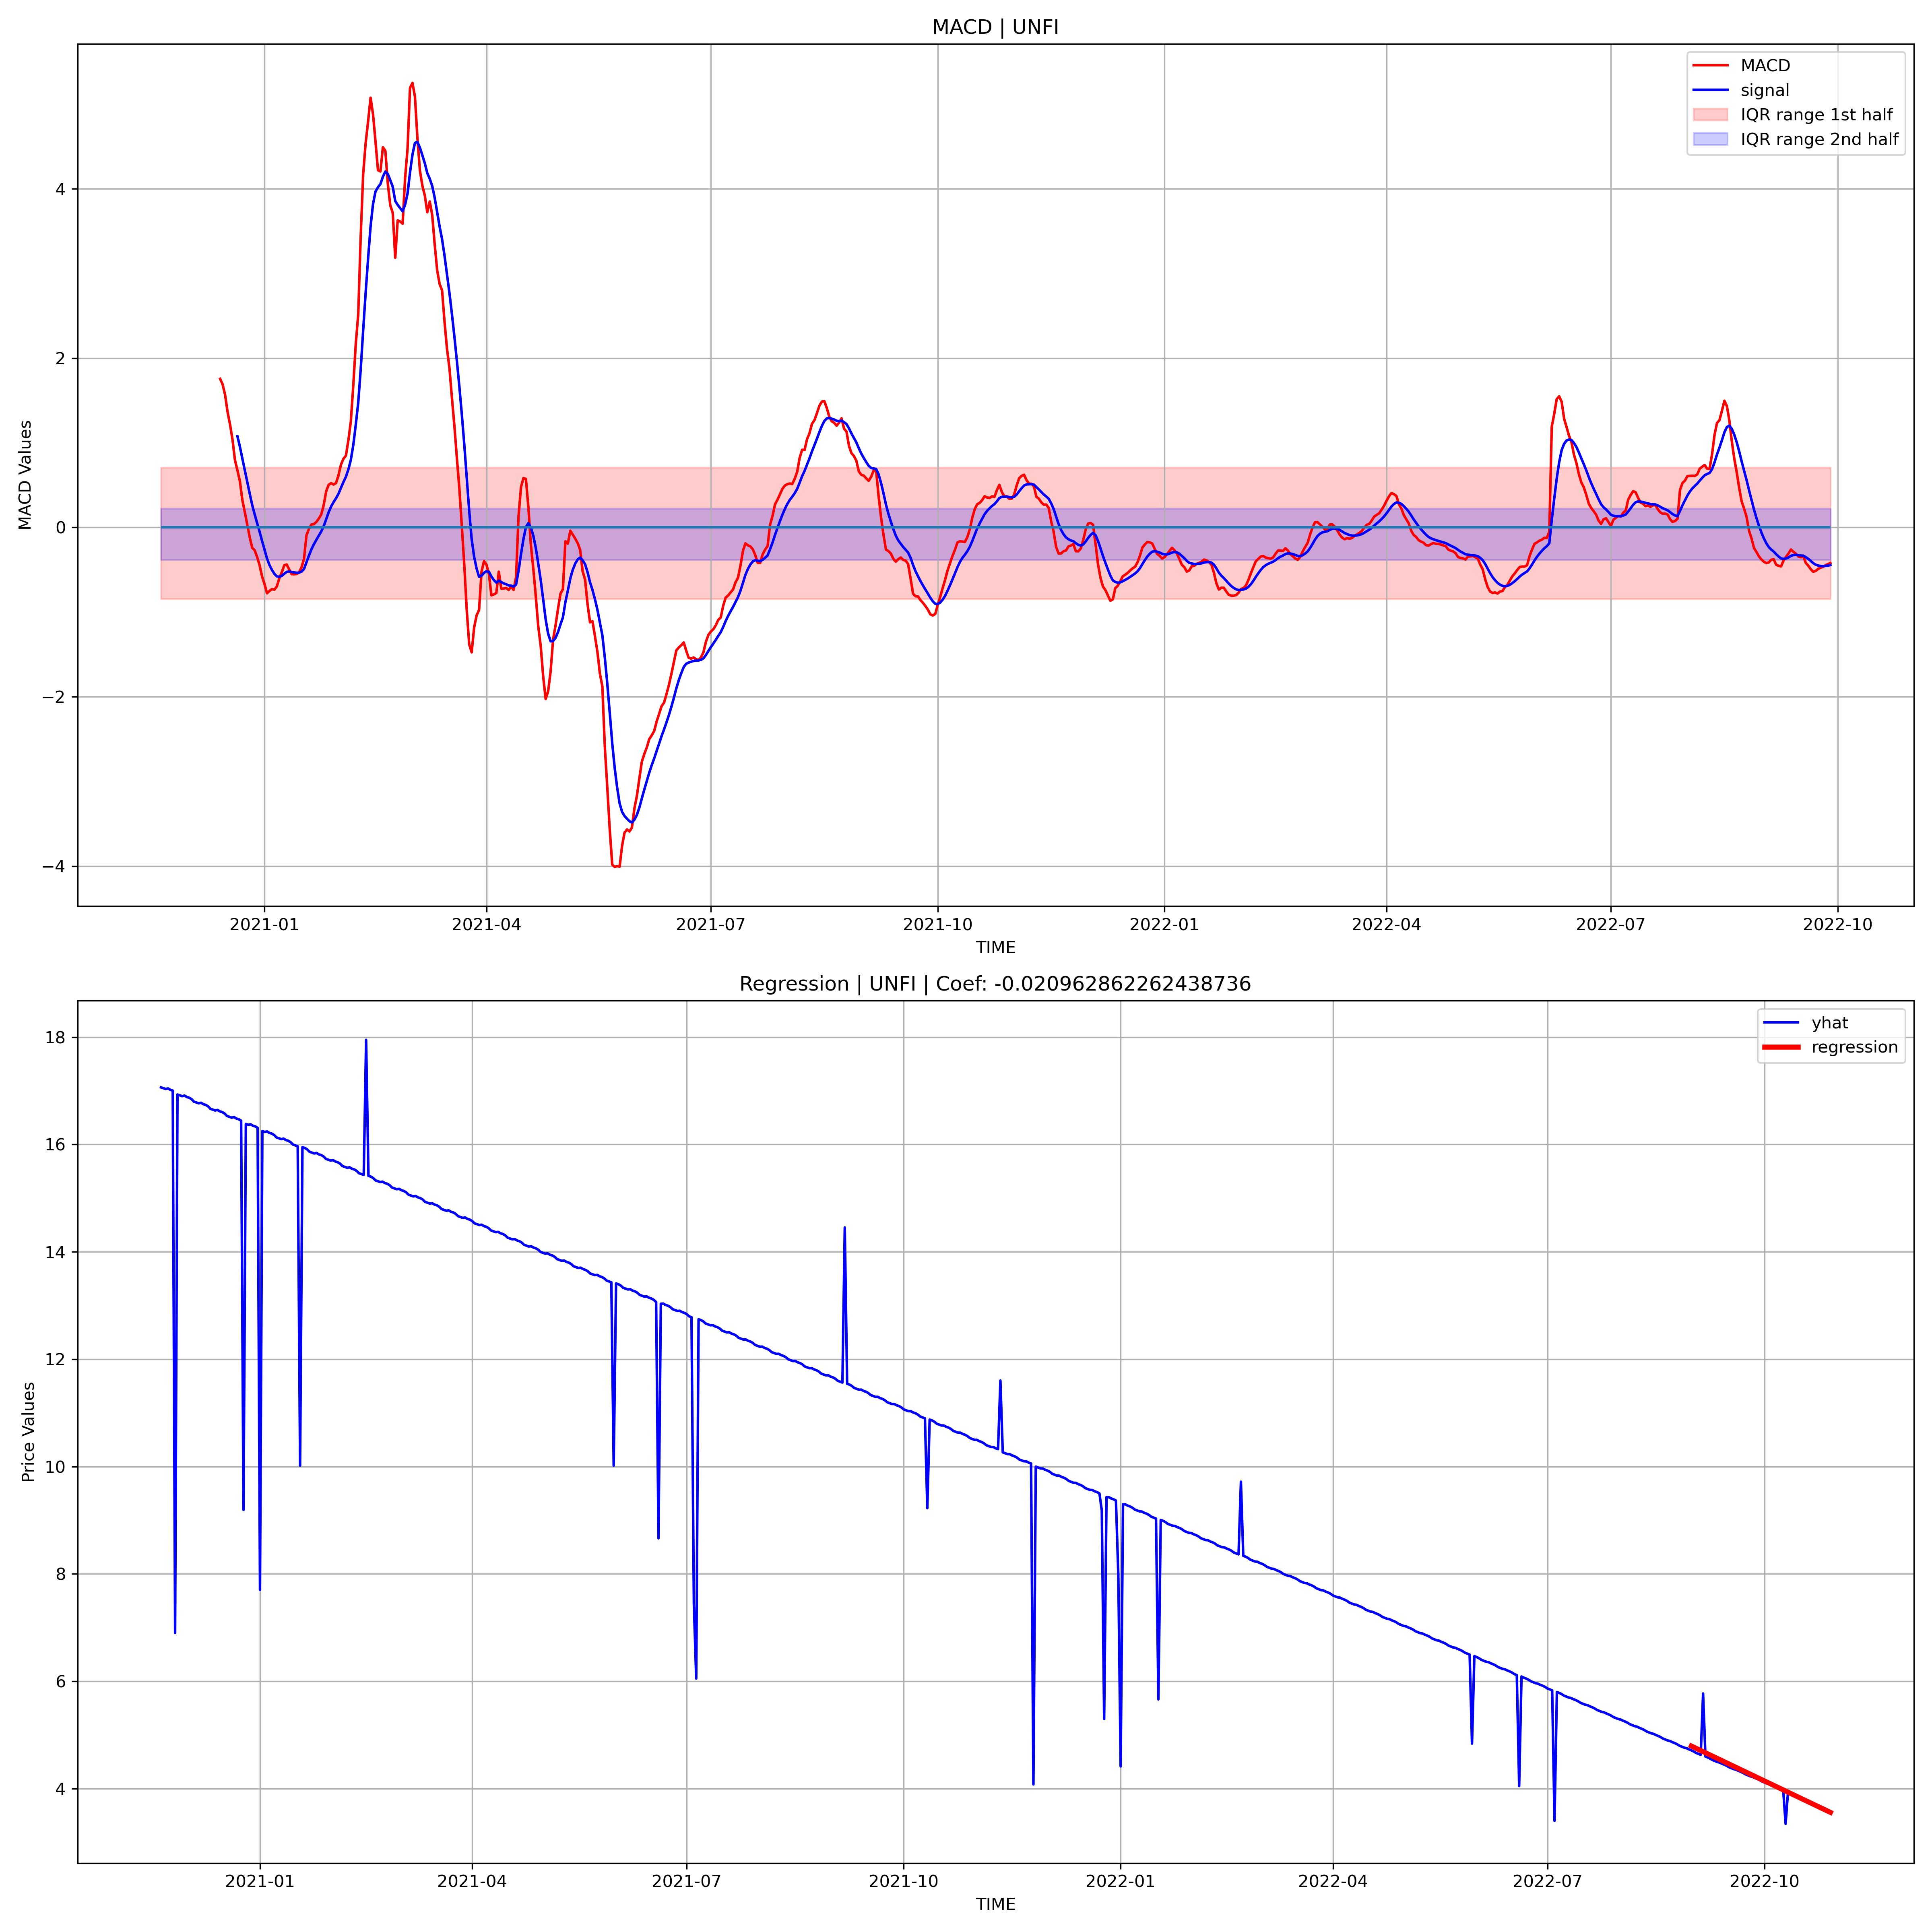 MACD | UNFI
MACD
signal
IQR range 1st half
IQR range 2nd half
MACD Values
4
2
0
−2
−4
2021-01 2021-04 2021-07 2021-10 2022-01 2022-04 2022-07 2022-10
TIME
Regression | UNFI | Coef: -0.020962862262438736
yhat
regression
Price Values
18
16
14
12
10
8
6
4
2021-01 2021-04 2021-07 2021-10 2022-01 2022-04 2022-07 2022-10
TIME